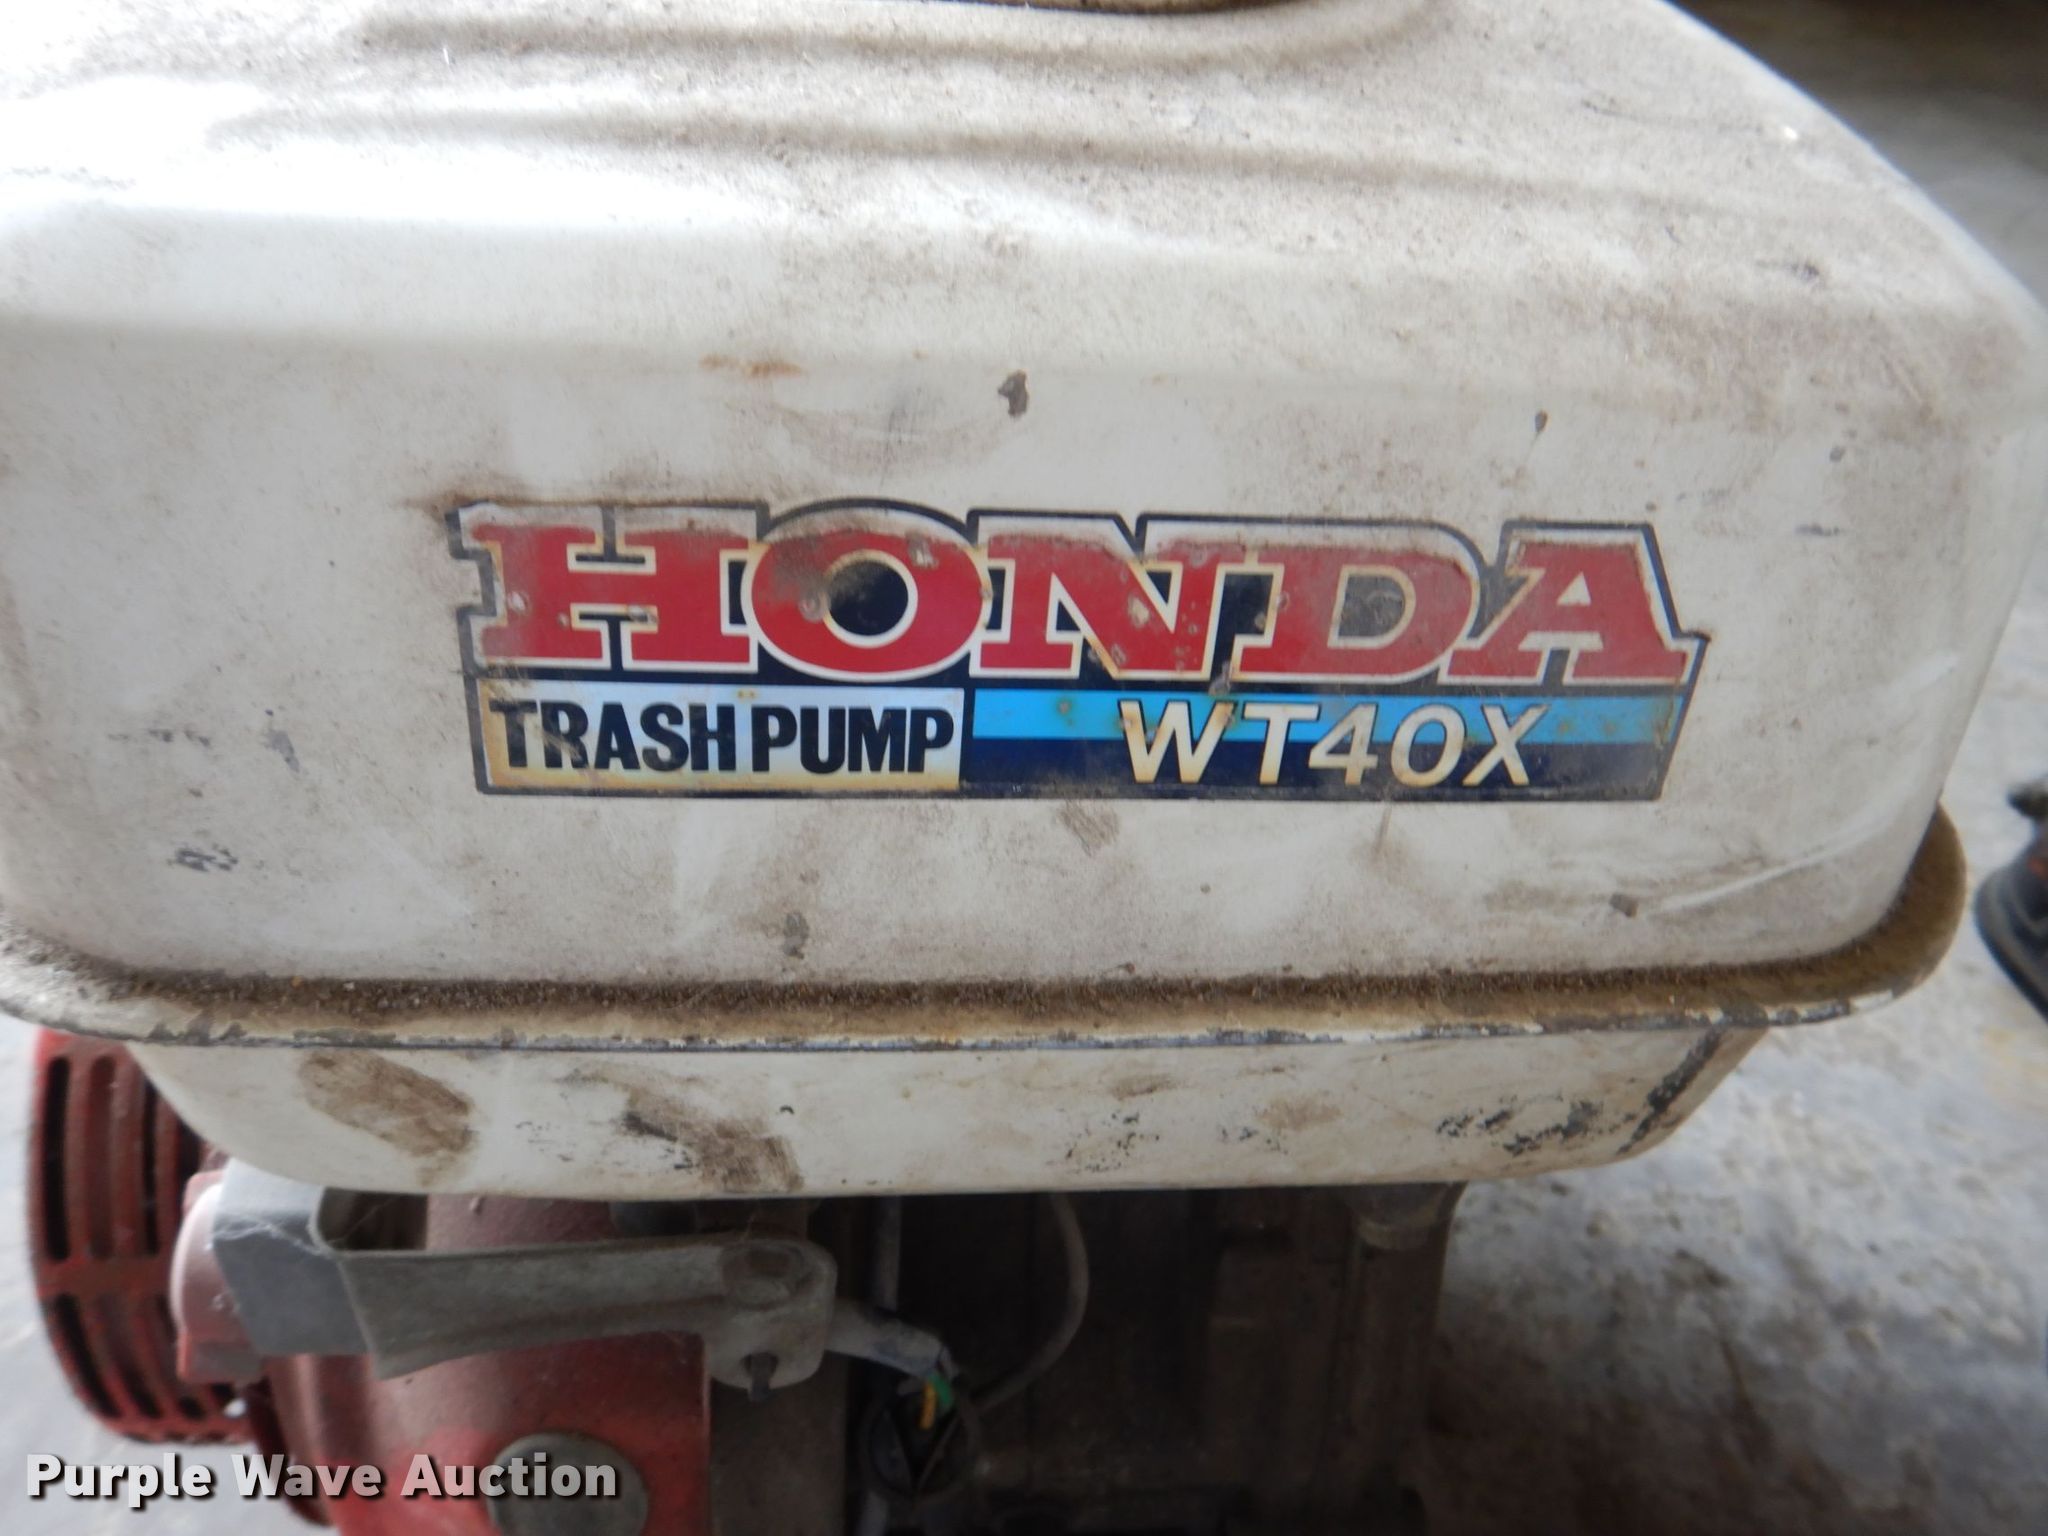 HONDA
TRASH PUMP WT40X
Purple Wave Auction